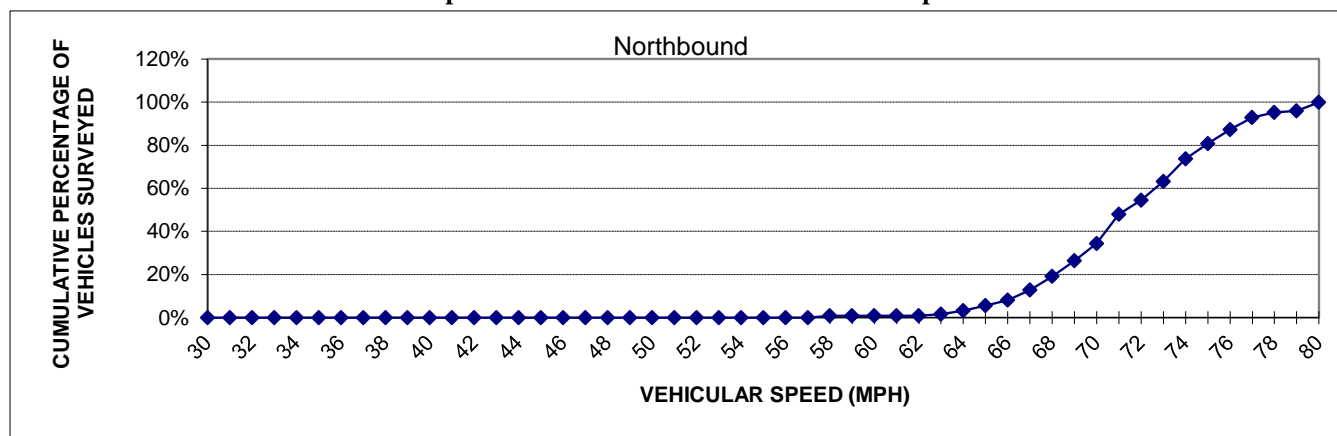 Northbound
CUMULATIVE PERCENTAGE OF
VEHICLES SURVEYED
120%
100%
80%
60%
40%
20%
0%
30 32 34 36 38 40 42 44 46 48 50 52 54 56 58 60 62 64 66 68 70 72 74 76 78 80
VEHICULAR SPEED (MPH)